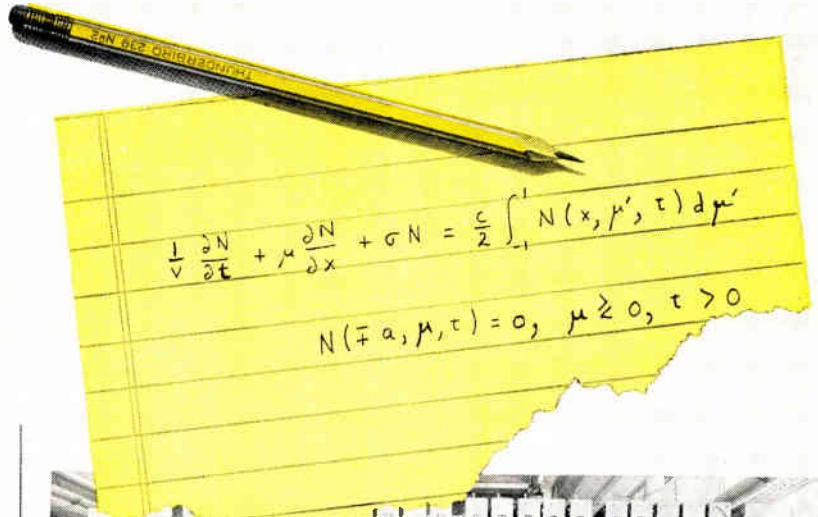 THUNDERBIRD 239 Nº2
1/v ∂N/∂t + μ ∂N/∂x + σN = c/2 ∫₋₁¹ N(x, μ', t) dμ'
N(∓a, μ, t) = 0, μ ≷ 0, t > 0